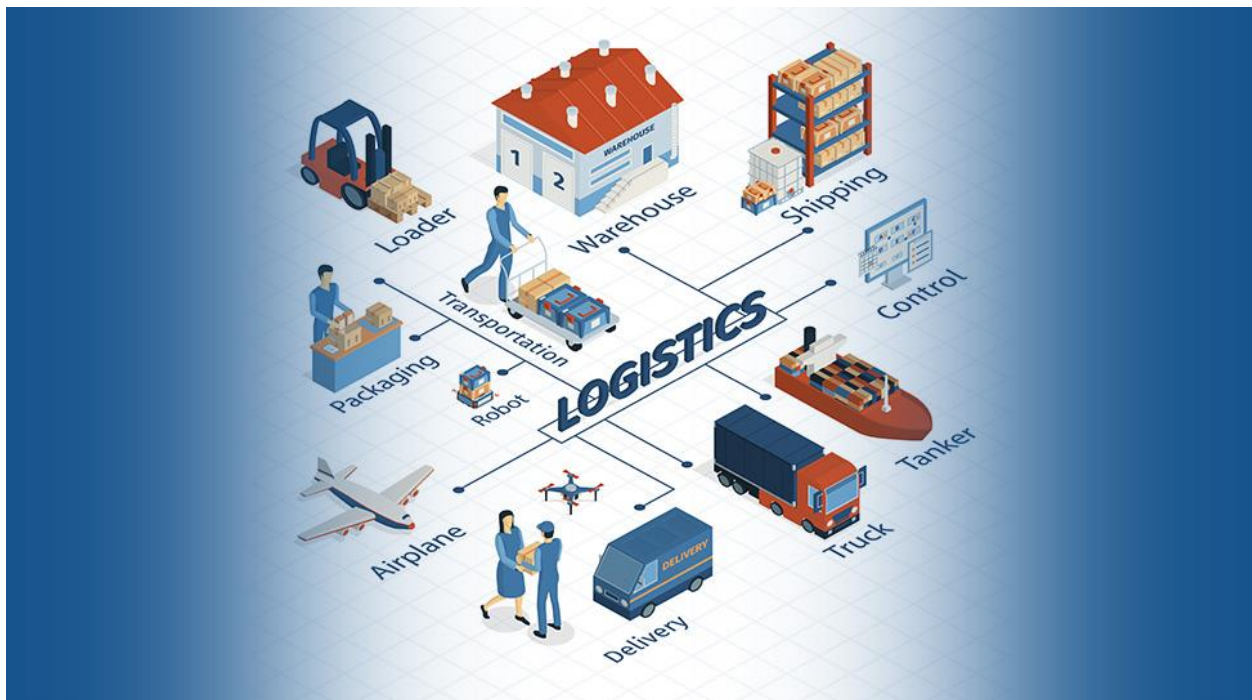 WAREHOUSE
1
2
Loader
Warehouse
Shipping
Transportation
Control
Packaging
Robot
LOGISTICS
Tanker
Airplane
Truck
DELIVERY
Delivery